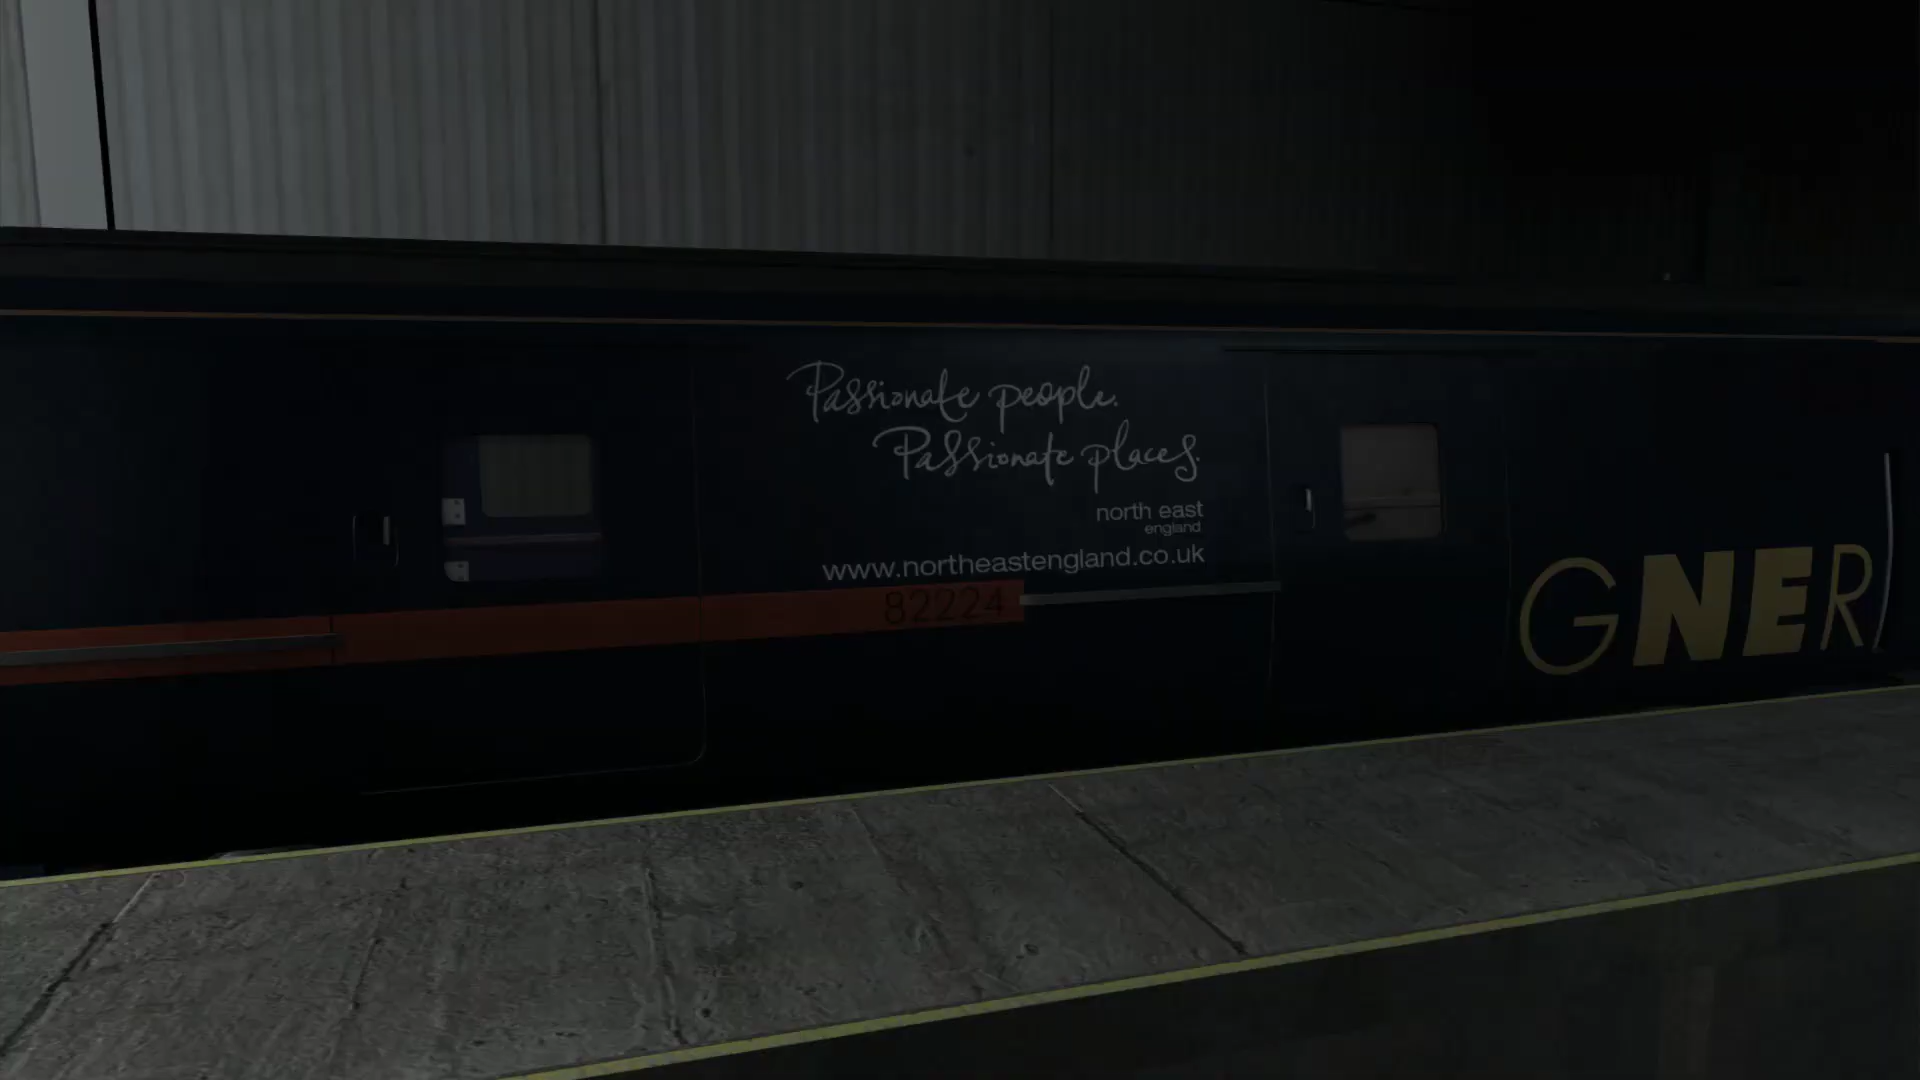 Passionate people.
Passionate places.
north east
england
www.northeastengland.co.uk
82224
GNER